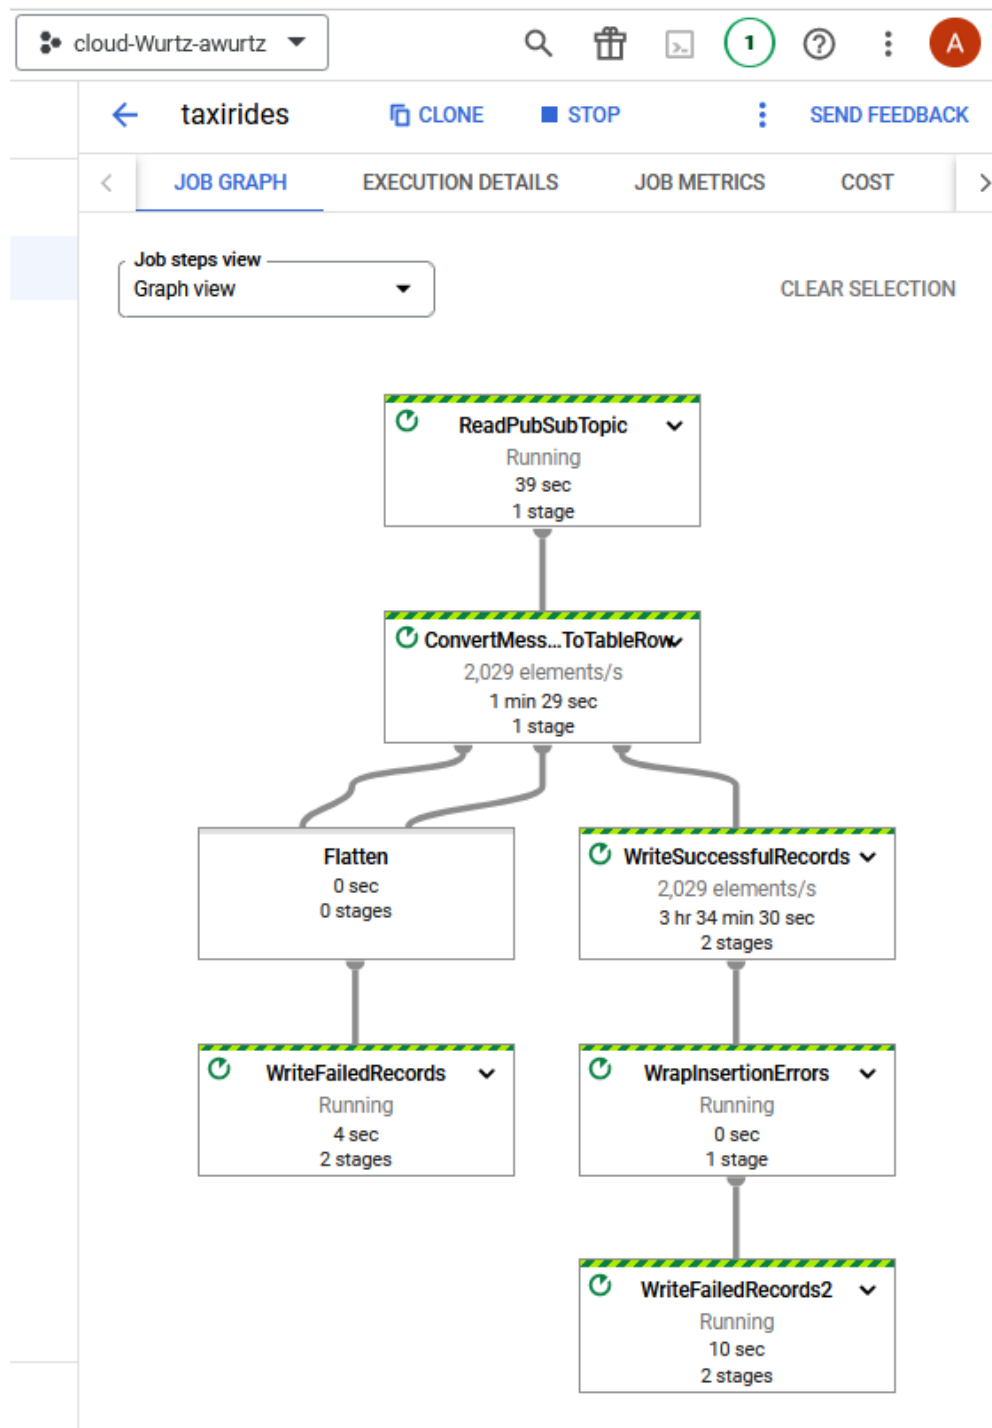 cloud-Wurtz-awurtz
1
A
taxirides
CLONE
STOP
SEND FEEDBACK
JOB GRAPH
EXECUTION DETAILS
JOB METRICS
COST
Job steps view
Graph view
CLEAR SELECTION
ReadPubSubTopic
Running
39 sec
1 stage
ConvertMess...ToTableRow
2,029 elements/s
1 min 29 sec
1 stage
Flatten
0 sec
0 stages
WriteSuccessfulRecords
2,029 elements/s
3 hr 34 min 30 sec
2 stages
WriteFailedRecords
Running
4 sec
2 stages
WrapInsertionErrors
Running
0 sec
1 stage
WriteFailedRecords2
Running
10 sec
2 stages